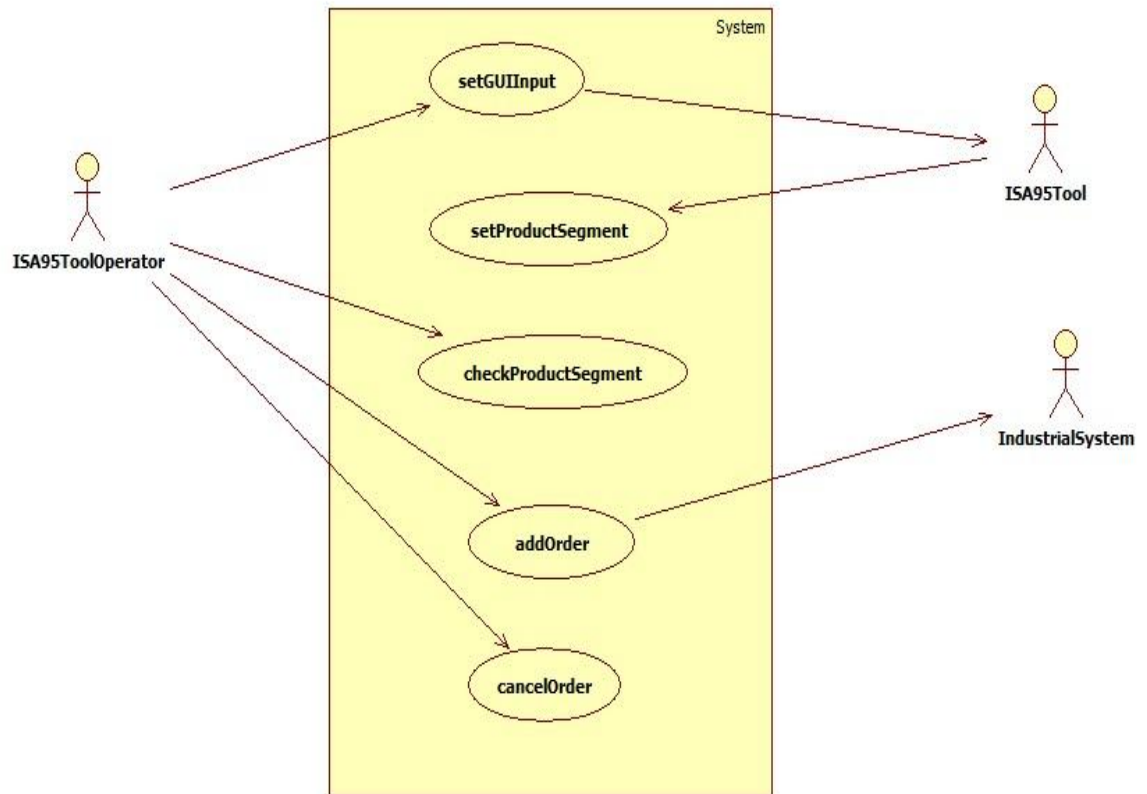 System
setGUIInput
ISA95Tool
setProductSegment
ISA95ToolOperator
checkProductSegment
IndustrialSystem
addOrder
cancelOrder